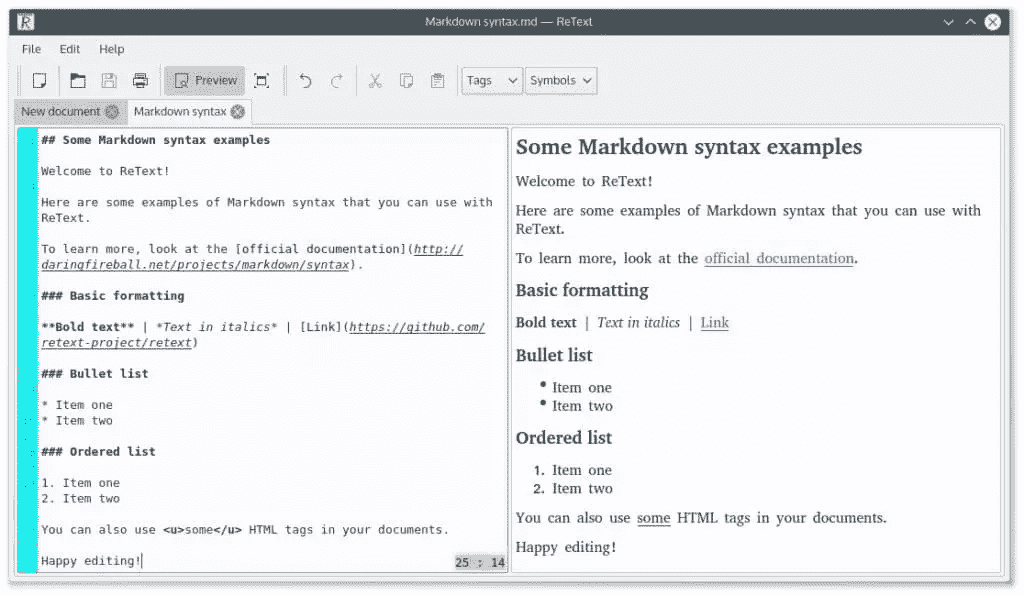 Markdown syntax.md — ReText
File Edit Help
Preview Tags Symbols
New document Markdown syntax
## Some Markdown syntax examples
Welcome to ReText!
Here are some examples of Markdown syntax that you can use with
ReText.
To learn more, look at the [official documentation](http://
daringfireball.net/projects/markdown/syntax).
### Basic formatting
**Bold text** | *Text in italics* | [Link](https://github.com/
retext-project/retext)
### Bullet list
* Item one
* Item two
### Ordered list
1. Item one
2. Item two
You can also use <u>some</u> HTML tags in your documents.
Happy editing!
25 : 14
Some Markdown syntax examples
Welcome to ReText!
Here are some examples of Markdown syntax that you can use with
ReText.
To learn more, look at the official documentation.
Basic formatting
Bold text | Text in italics | Link
Bullet list
• Item one
• Item two
Ordered list
1. Item one
2. Item two
You can also use some HTML tags in your documents.
Happy editing!